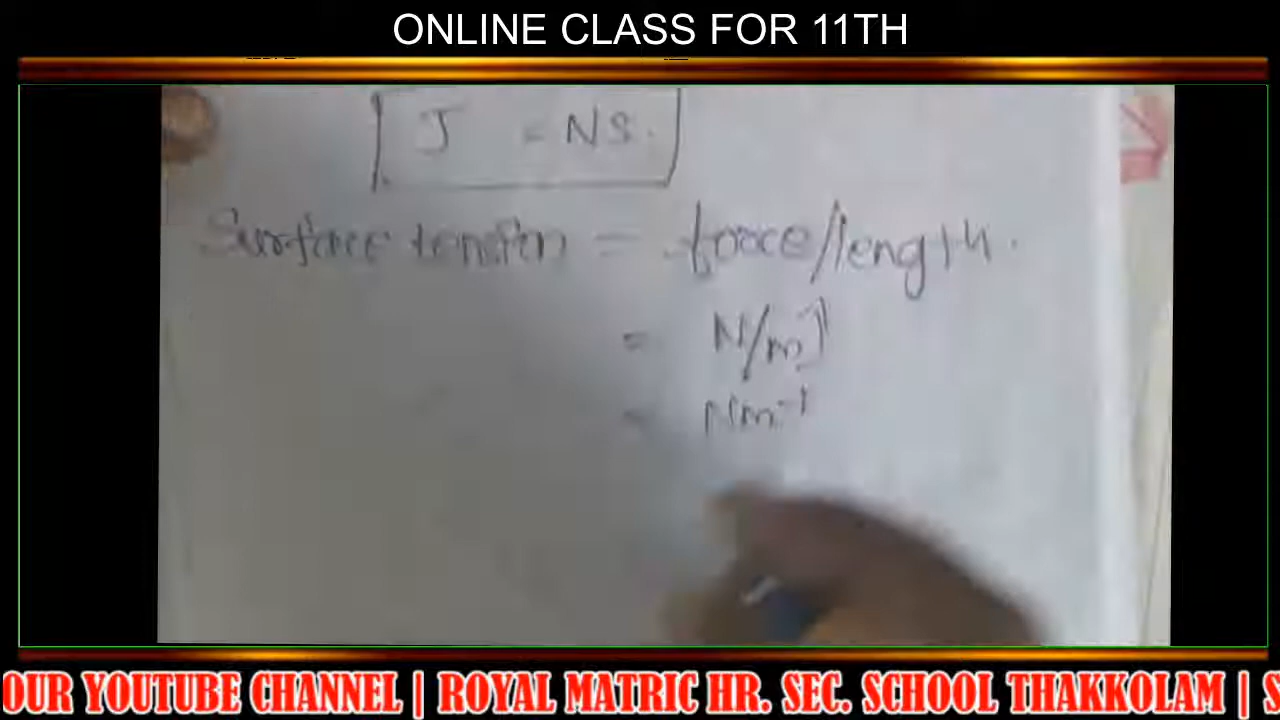 ONLINE CLASS FOR 11TH
J = NS.
Surface tension = force/length.
= N/m]
= Nm⁻¹
OUR YOUTUBE CHANNEL | ROYAL MATRIC HR. SEC. SCHOOL THAKKOLAM | S